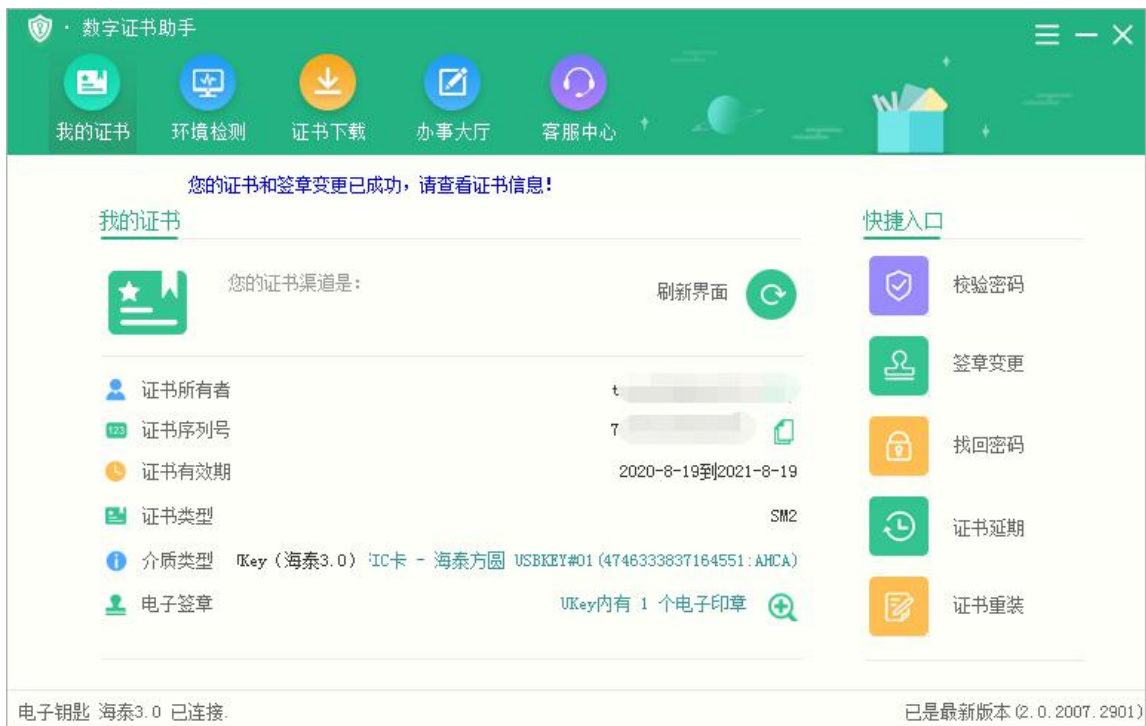 · 数字证书助手
我的证书 环境检测 证书下载 办事大厅 客服中心
您的证书和签章变更已成功，请查看证书信息！
我的证书
您的证书渠道是：
刷新界面
证书所有者 t
123 证书序列号 7
证书有效期 2020-8-19到2021-8-19
证书类型 SM2
介质类型 Key（海泰3.0） IC卡 - 海泰方圆 USBKEY#01(4746333837164551:AHCA)
电子签章 UKey内有 1 个电子印章
快捷入口
校验密码
签章变更
找回密码
证书延期
证书重装
电子钥匙 海泰3.0 已连接.
已是最新版本(2.0.2007.2901)